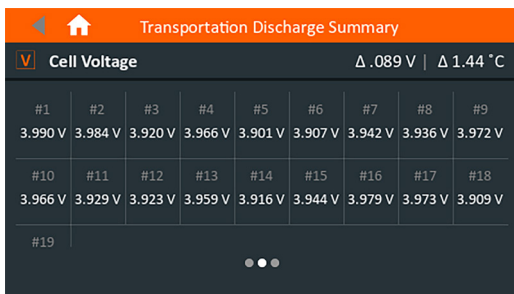 Transportation Discharge Summary
V Cell Voltage Δ .089 V | Δ 1.44 °C
#1 #2 #3 #4 #5 #6 #7 #8 #9
3.990 V 3.984 V 3.920 V 3.966 V 3.901 V 3.907 V 3.942 V 3.936 V 3.972 V
#10 #11 #12 #13 #14 #15 #16 #17 #18
3.966 V 3.929 V 3.923 V 3.959 V 3.916 V 3.944 V 3.979 V 3.973 V 3.909 V
#19